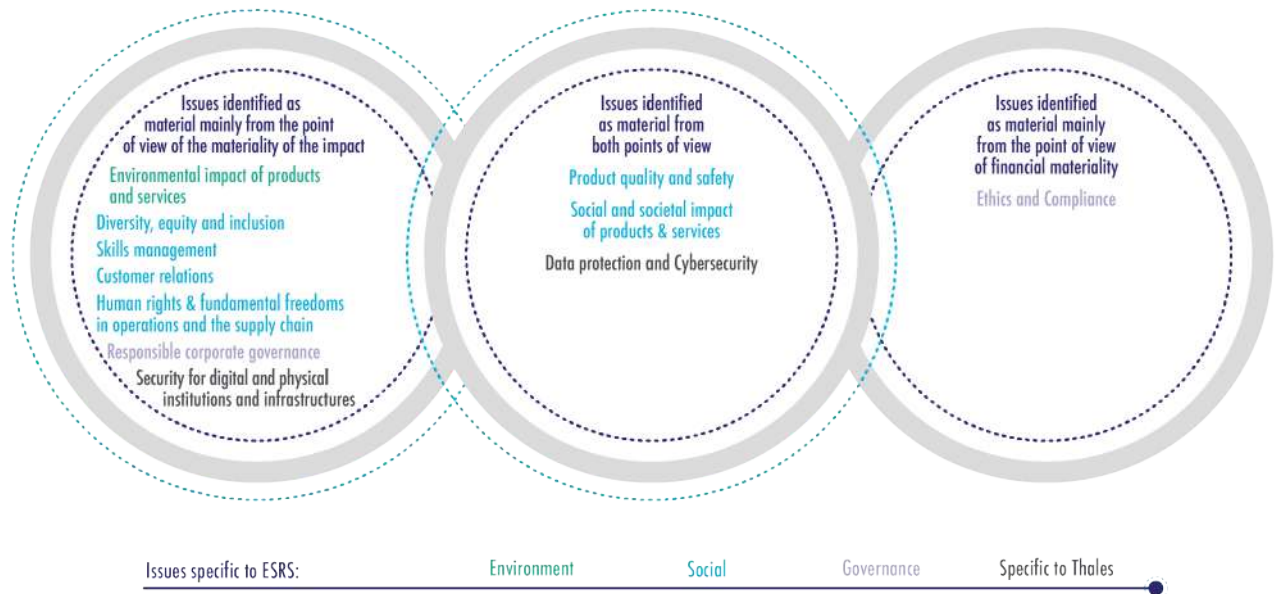 Issues identified as
material mainly from the point
of view of the materiality of the impact
Environmental impact of products
and services
Diversity, equity and inclusion
Skills management
Customer relations
Human rights & fundamental freedoms
in operations and the supply chain
Responsible corporate governance
Security for digital and physical
institutions and infrastructures
Issues identified
as material from
both points of view
Product quality and safety
Social and societal impact
of products & services
Data protection and Cybersecurity
Issues identified
as material mainly
from the point of view
of financial materiality
Ethics and Compliance
Issues specific to ESRS:
Environment
Social
Governance
Specific to Thales